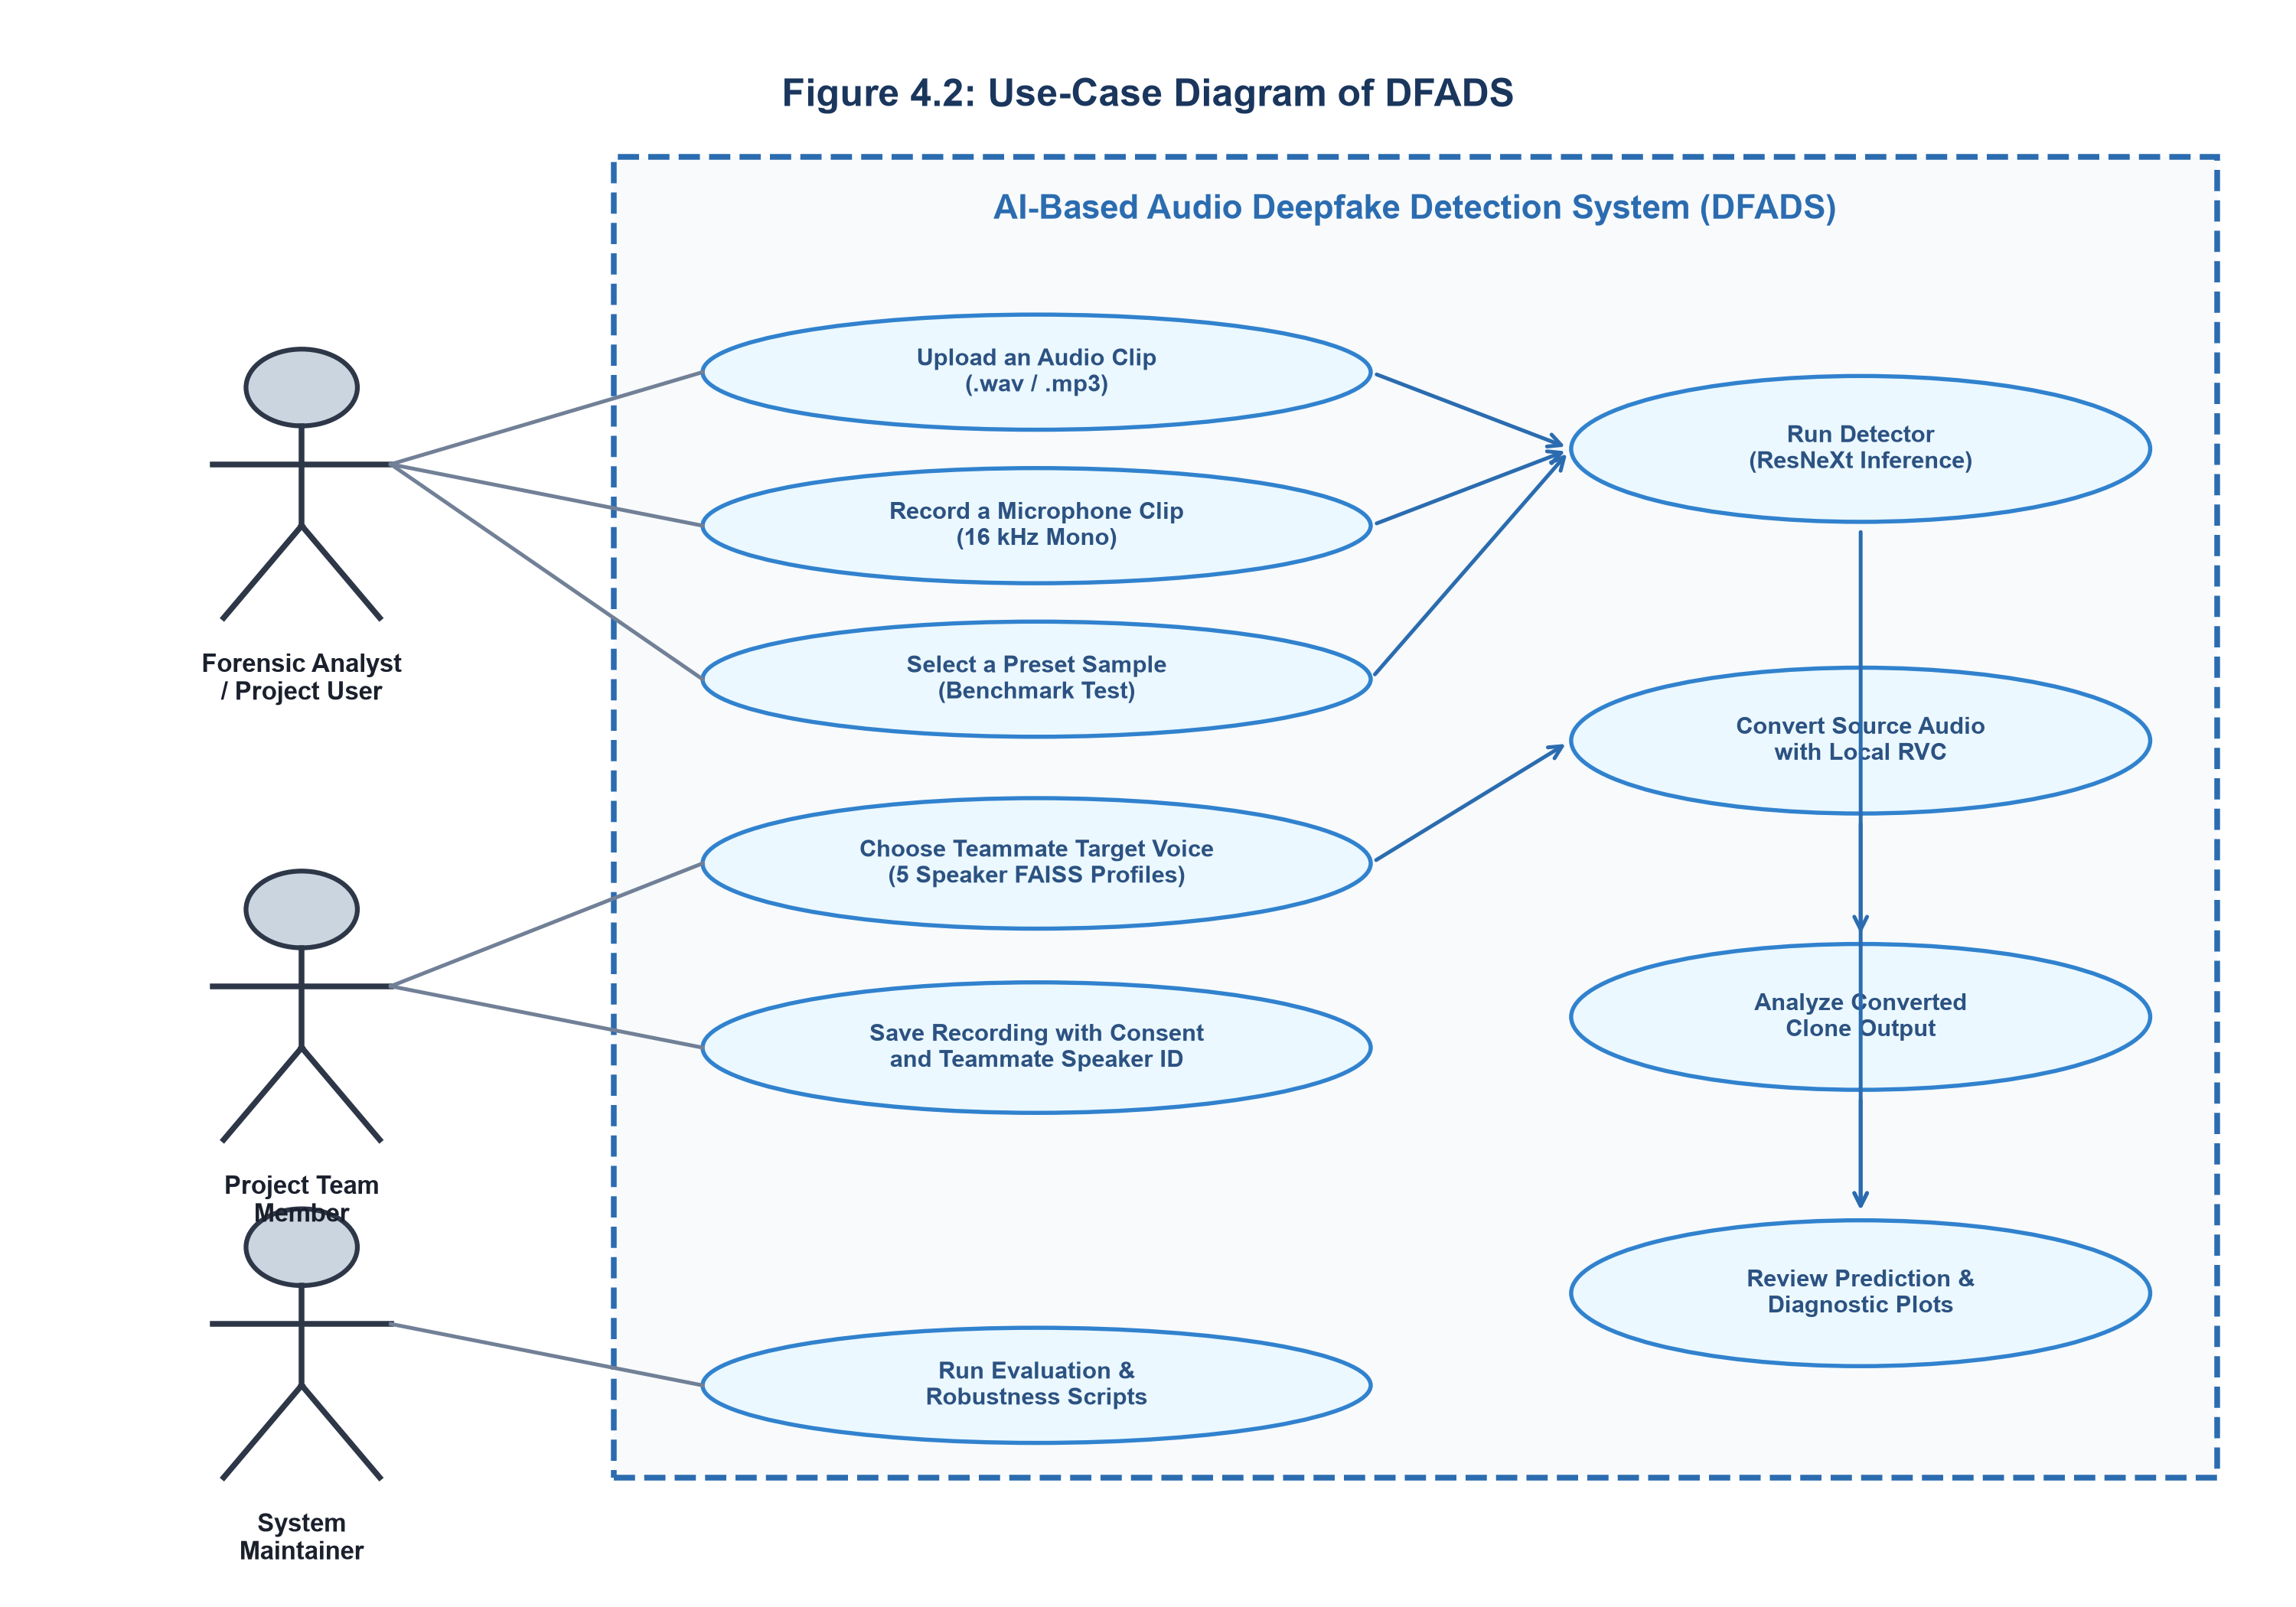 Figure 4.2: Use-Case Diagram of DFADS
AI-Based Audio Deepfake Detection System (DFADS)
Upload an Audio Clip
(.wav / .mp3)
Run Detector
(ResNeXt Inference)
Record a Microphone Clip
(16 kHz Mono)
Forensic Analyst
/ Project User
Select a Preset Sample
(Benchmark Test)
Convert Source Audio
with Local RVC
Choose Teammate Target Voice
(5 Speaker FAISS Profiles)
Analyze Converted
Clone Output
Save Recording with Consent
and Teammate Speaker ID
Project Team
Member
Review Prediction &
Diagnostic Plots
Run Evaluation &
Robustness Scripts
System
Maintainer